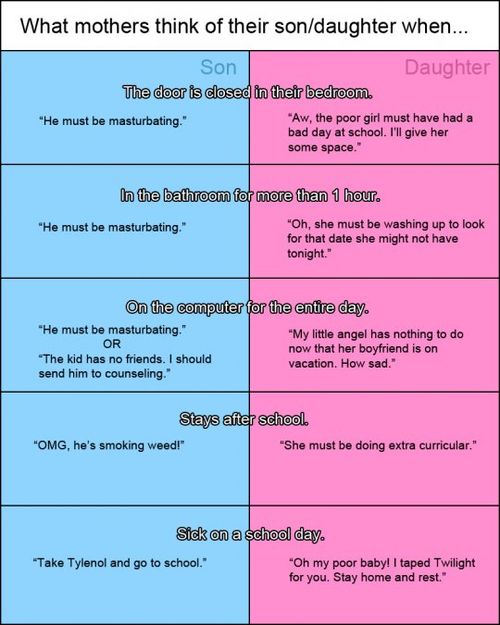 What mothers think of their son/daughter when...
Son
Daughter
The door is closed in their bedroom.
“He must be masturbating.”
“Aw, the poor girl must have had a
bad day at school. I’ll give her
some space.”
In the bathroom for more than 1 hour.
“He must be masturbating.”
“Oh, she must be washing up to look
for that date she might not have
tonight.”
On the computer for the entire day.
“He must be masturbating.”
OR
“The kid has no friends. I should
send him to counseling.”
“My little angel has nothing to do
now that her boyfriend is on
vacation. How sad.”
Stays after school.
“OMG, he’s smoking weed!”
“She must be doing extra curricular.”
Sick on a school day.
“Take Tylenol and go to school.”
“Oh my poor baby! I taped Twilight
for you. Stay home and rest.”